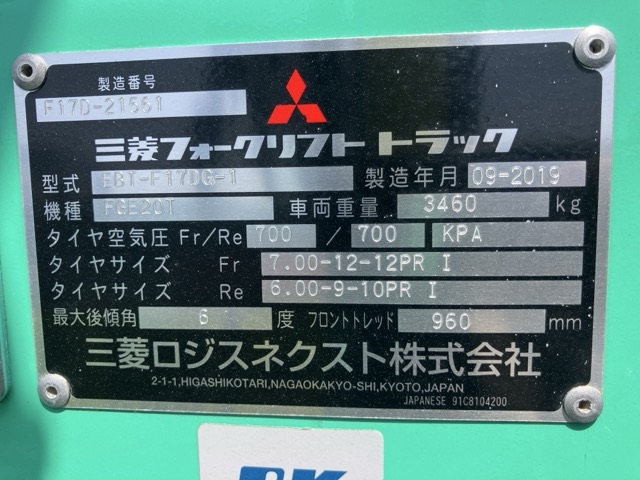 製造番号
F17D-21561
三菱フォークリフト トラック
型式 EBT-F17DG-1 製造年月 09-2019
機種 FGE20T 車両重量 3460 kg
タイヤ空気圧 Fr/Re 700 / 700 KPA
タイヤサイズ Fr 7.00-12-12PR I
タイヤサイズ Re 6.00-9-10PR I
最大後傾角 6 度 フロントトレッド 960 mm
三菱ロジスネクスト株式会社
2-1-1,HIGASHIKOTARI,NAGAOKAKYO-SHI,KYOTO,JAPAN
JAPANESE 91C8104200